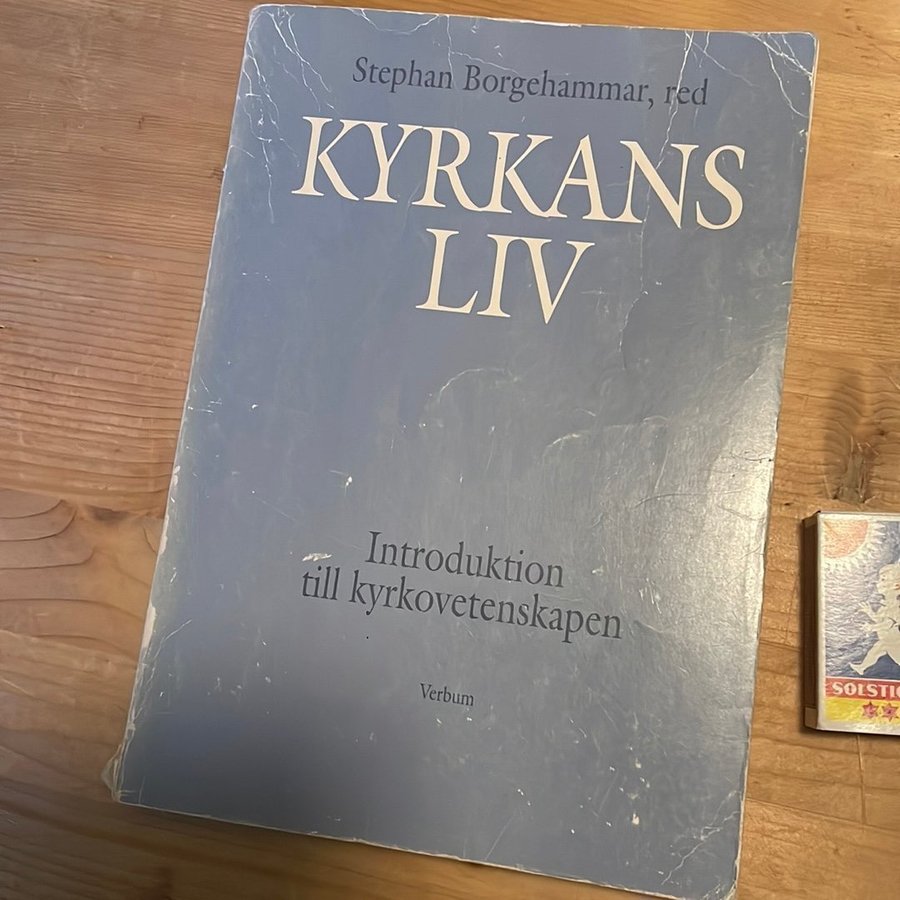 Stephan Borgehammar, red
KYRKANS
LIV
Introduktion
till kyrkovetenskapen
Verbum